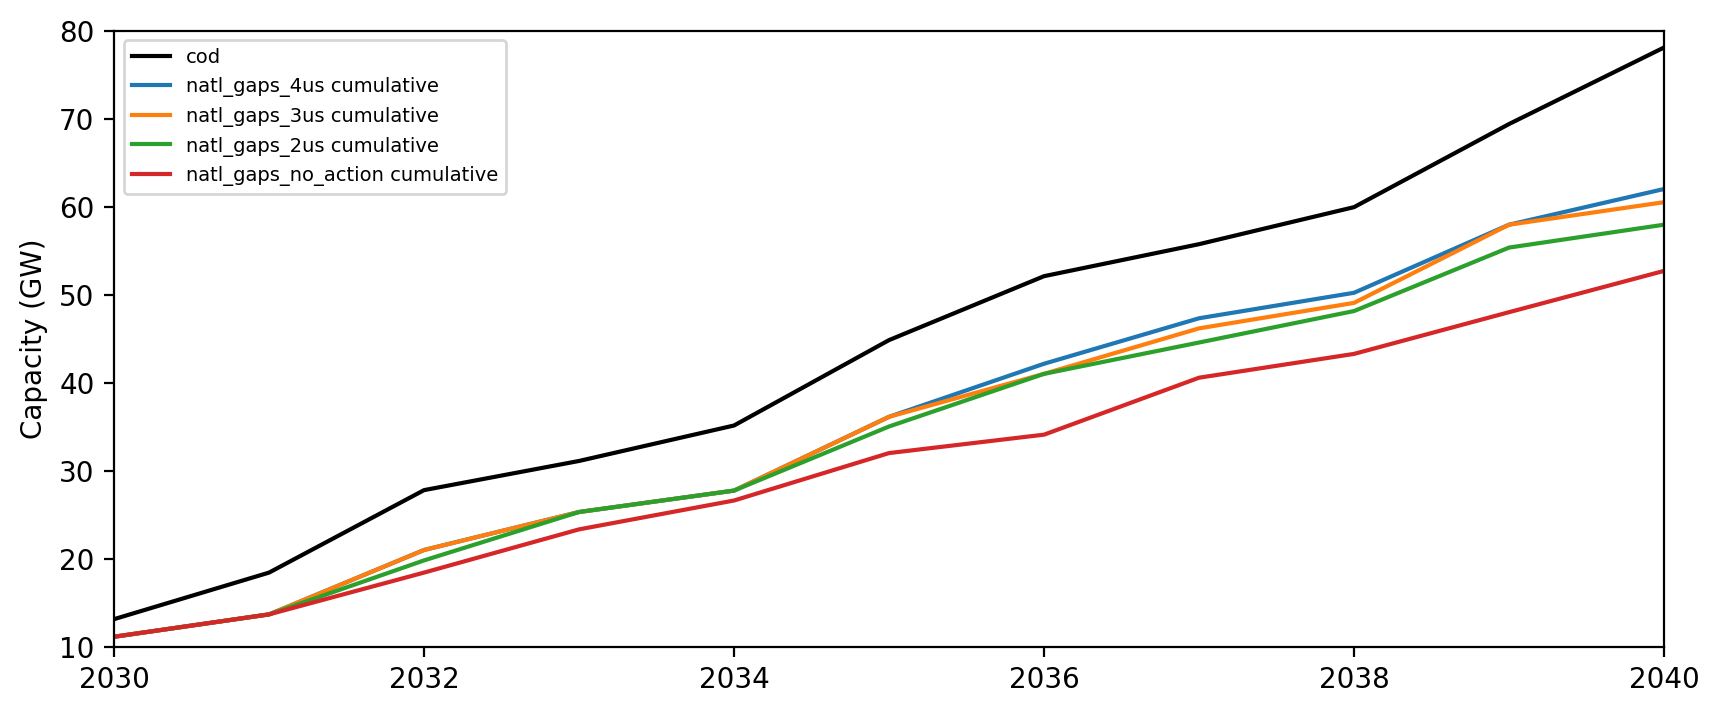 80
70
60
50
40
30
20
10
Capacity (GW)
cod
natl_gaps_4us cumulative
natl_gaps_3us cumulative
natl_gaps_2us cumulative
natl_gaps_no_action cumulative
2030 2032 2034 2036 2038 2040